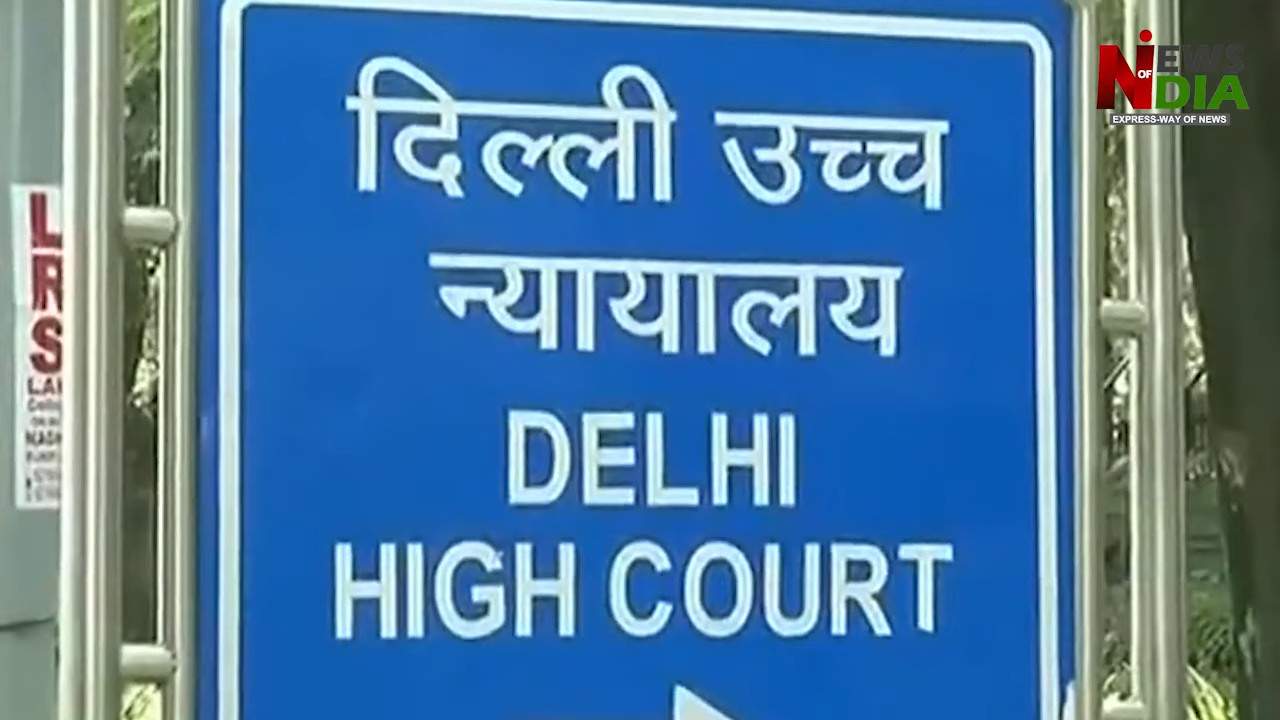 दिल्ली उच्च
न्यायालय
DELHI
HIGH COURT
NEWS
OF
INDIA
EXPRESS-WAY OF NEWS
L
R
S